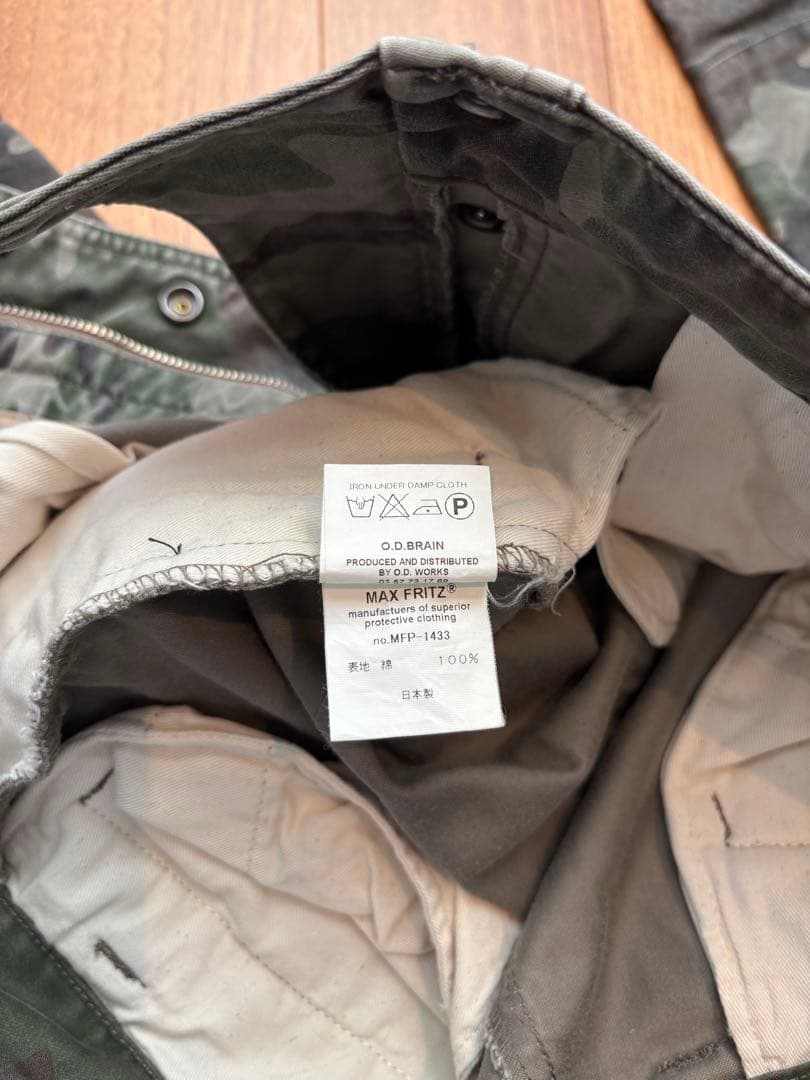 IRON UNDER DAMP CLOTH
P
O.D.BRAIN
PRODUCED AND DISTRIBUTED
BY O.D. WORKS
MAX FRITZ®
manufactuers of superior
protective clothing
no.MFP-1433
表地 綿 100%
日本製